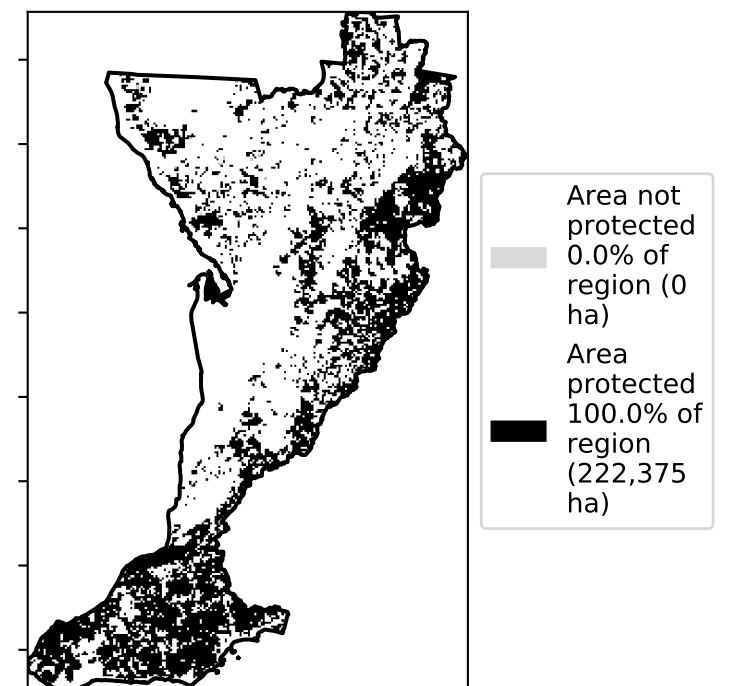 Area not
protected
0.0% of
region (0
ha)
Area
protected
100.0% of
region
(222,375
ha)